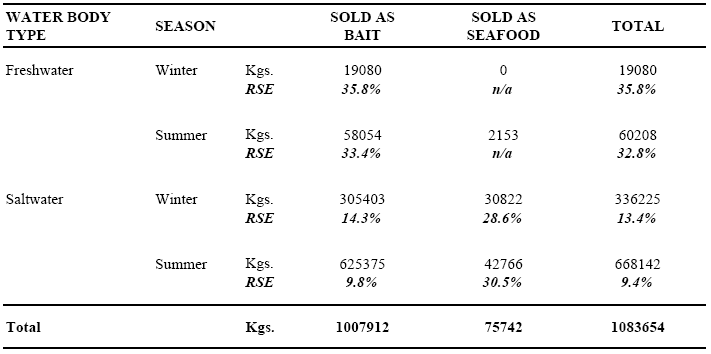 WATER BODY TYPE SEASON SOLD AS BAIT SOLD AS SEAFOOD TOTAL
Freshwater Winter Kgs. 19080 0 19080
RSE 35.8% n/a 35.8%
Summer Kgs. 58054 2153 60208
RSE 33.4% n/a 32.8%
Saltwater Winter Kgs. 305403 30822 336225
RSE 14.3% 28.6% 13.4%
Summer Kgs. 625375 42766 668142
RSE 9.8% 30.5% 9.4%
Total Kgs. 1007912 75742 1083654